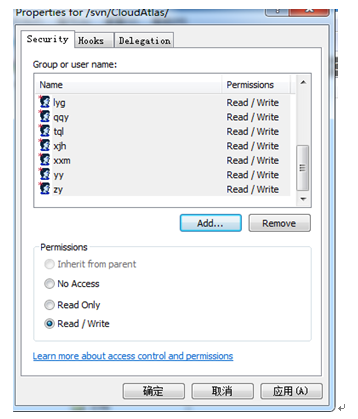 Properties for /svn/CloudAtlas/
Security Hooks Delegation
Group or user name:
Name Permissions
lyg Read / Write
qqy Read / Write
tql Read / Write
xjh Read / Write
xxm Read / Write
yy Read / Write
zy Read / Write
Add... Remove
Permissions
Inherit from parent
No Access
Read Only
Read / Write
Learn more about access control and permissions
确定 取消 应用(A)